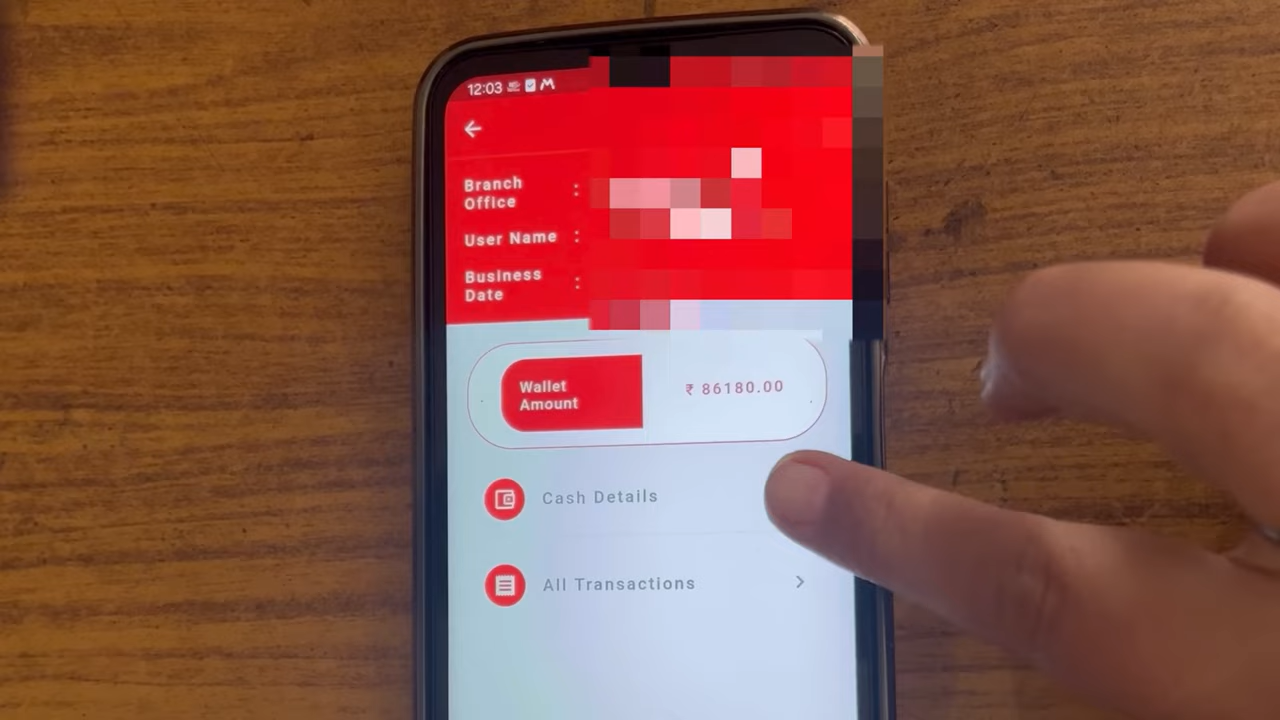 12:03
Branch
Office :
User Name :
Business
Date :
Wallet
Amount
₹ 86180.00
Cash Details
All Transactions